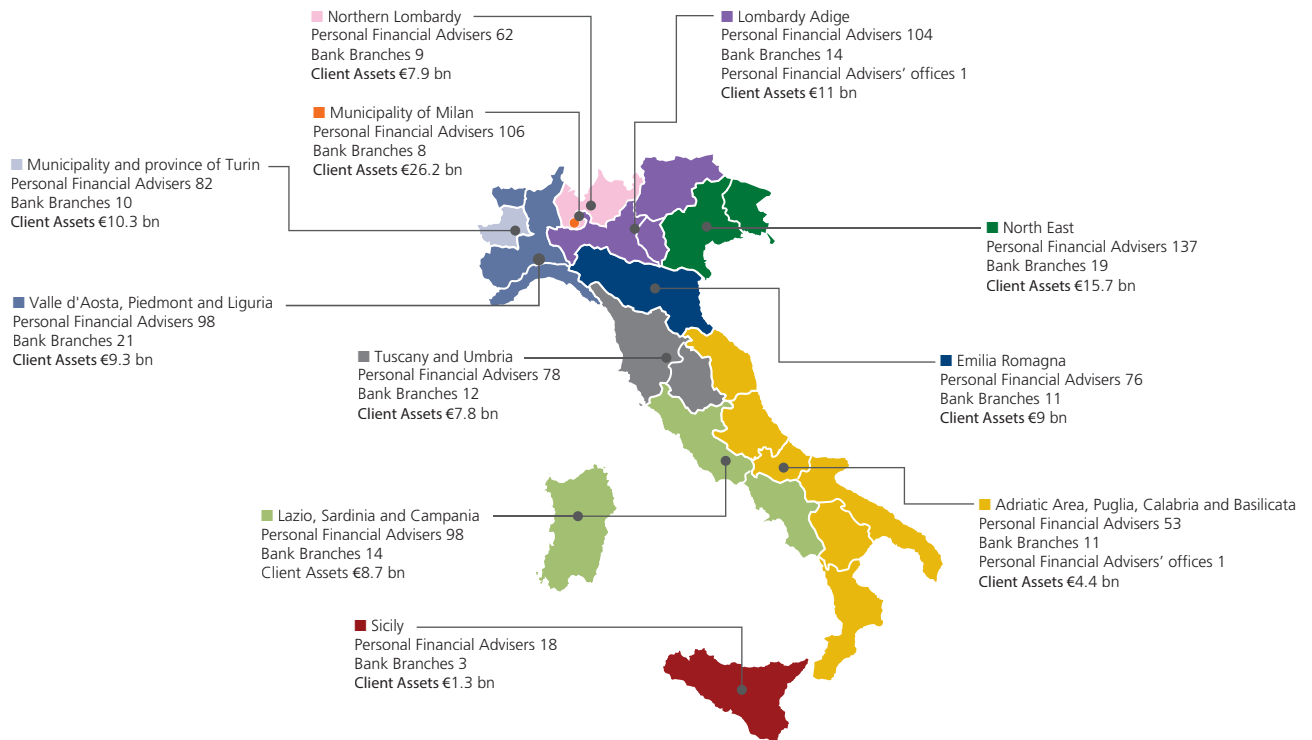 Northern Lombardy
Personal Financial Advisers 62
Bank Branches 9
Client Assets €7.9 bn
Lombardy Adige
Personal Financial Advisers 104
Bank Branches 14
Personal Financial Advisers' offices 1
Client Assets €11 bn
Municipality of Milan
Personal Financial Advisers 106
Bank Branches 8
Client Assets €26.2 bn
Municipality and province of Turin
Personal Financial Advisers 82
Bank Branches 10
Client Assets €10.3 bn
North East
Personal Financial Advisers 137
Bank Branches 19
Client Assets €15.7 bn
Valle d'Aosta, Piedmont and Liguria
Personal Financial Advisers 98
Bank Branches 21
Client Assets €9.3 bn
Tuscany and Umbria
Personal Financial Advisers 78
Bank Branches 12
Client Assets €7.8 bn
Emilia Romagna
Personal Financial Advisers 76
Bank Branches 11
Client Assets €9 bn
Lazio, Sardinia and Campania
Personal Financial Advisers 98
Bank Branches 14
Client Assets €8.7 bn
Adriatic Area, Puglia, Calabria and Basilicata
Personal Financial Advisers 53
Bank Branches 11
Personal Financial Advisers' offices 1
Client Assets €4.4 bn
Sicily
Personal Financial Advisers 18
Bank Branches 3
Client Assets €1.3 bn